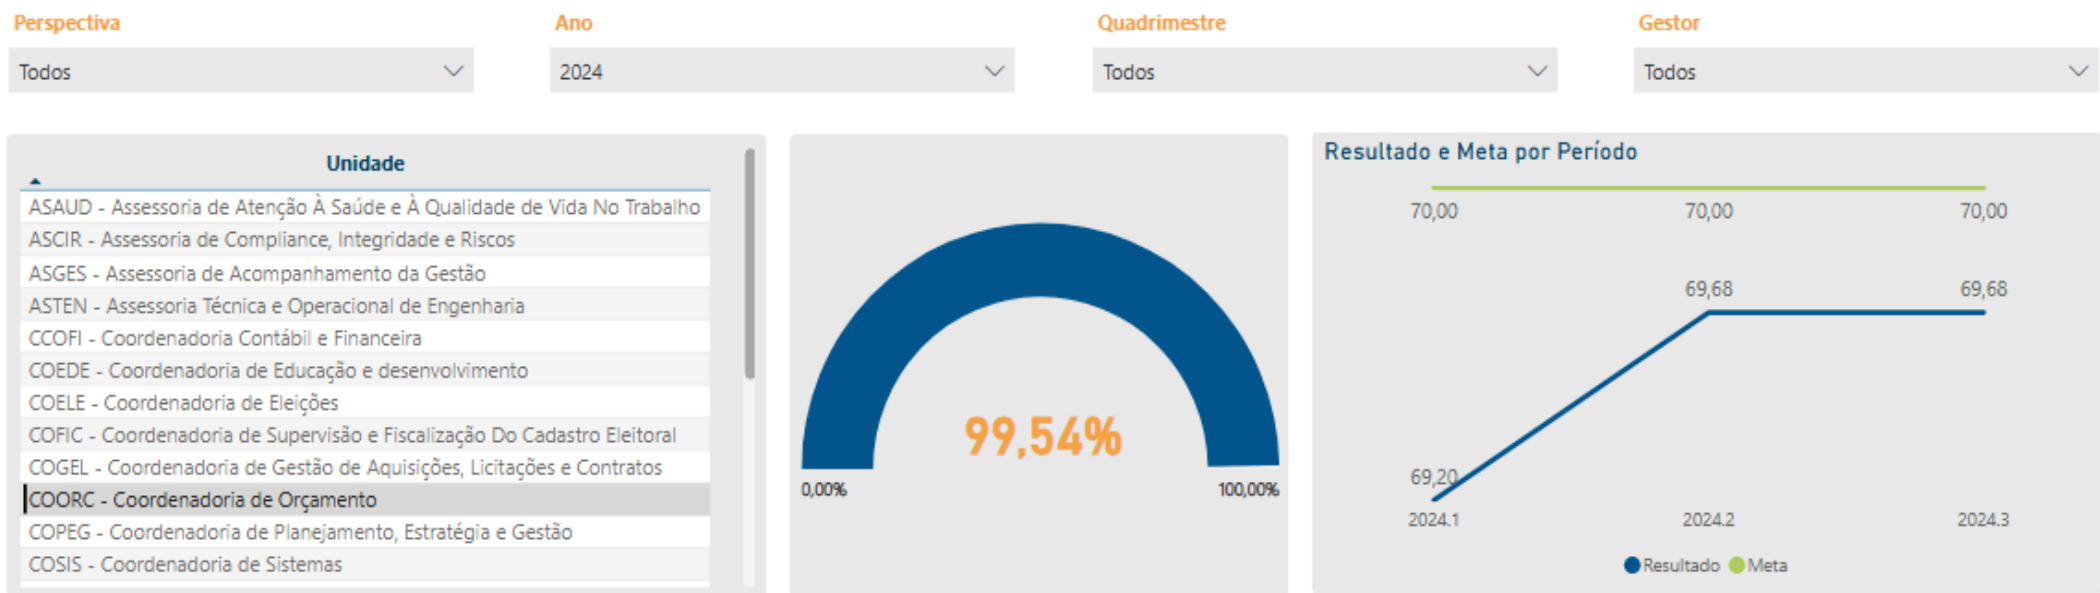 Perspectiva
Todos
Ano
2024
Quadrimestre
Todos
Gestor
Todos
Unidade
ASAUD - Assessoria de Atenção À Saúde e À Qualidade de Vida No Trabalho
ASCIR - Assessoria de Compliance, Integridade e Riscos
ASGES - Assessoria de Acompanhamento da Gestão
ASTEN - Assessoria Técnica e Operacional de Engenharia
CCOFI - Coordenadoria Contábil e Financeira
COEDE - Coordenadoria de Educação e desenvolvimento
COELE - Coordenadoria de Eleições
COFIC - Coordenadoria de Supervisão e Fiscalização Do Cadastro Eleitoral
COGEL - Coordenadoria de Gestão de Aquisições, Licitações e Contratos
COORC - Coordenadoria de Orçamento
COPEG - Coordenadoria de Planejamento, Estratégia e Gestão
COSIS - Coordenadoria de Sistemas
99,54%
0,00% 100,00%
Resultado e Meta por Período
70,00 70,00 70,00
69,68 69,68
69,20
2024.1 2024.2 2024.3
Resultado Meta